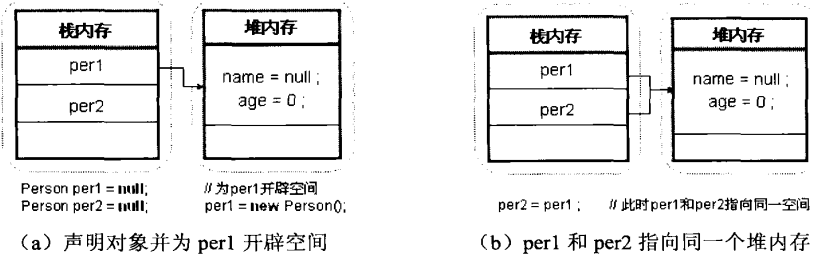 栈内存
堆内存
per1
name = null ;
per2
age = 0 ;
Person per1 = null;
// 为per1开辟空间
Person per2 = null;
per1 = new Person();
(a) 声明对象并为 per1 开辟空间
栈内存
堆内存
per1
name = null ;
per2
age = 0 ;
per2 = per1 ;
// 此时per1和per2指向同一空间
(b) per1 和 per2 指向同一个堆内存